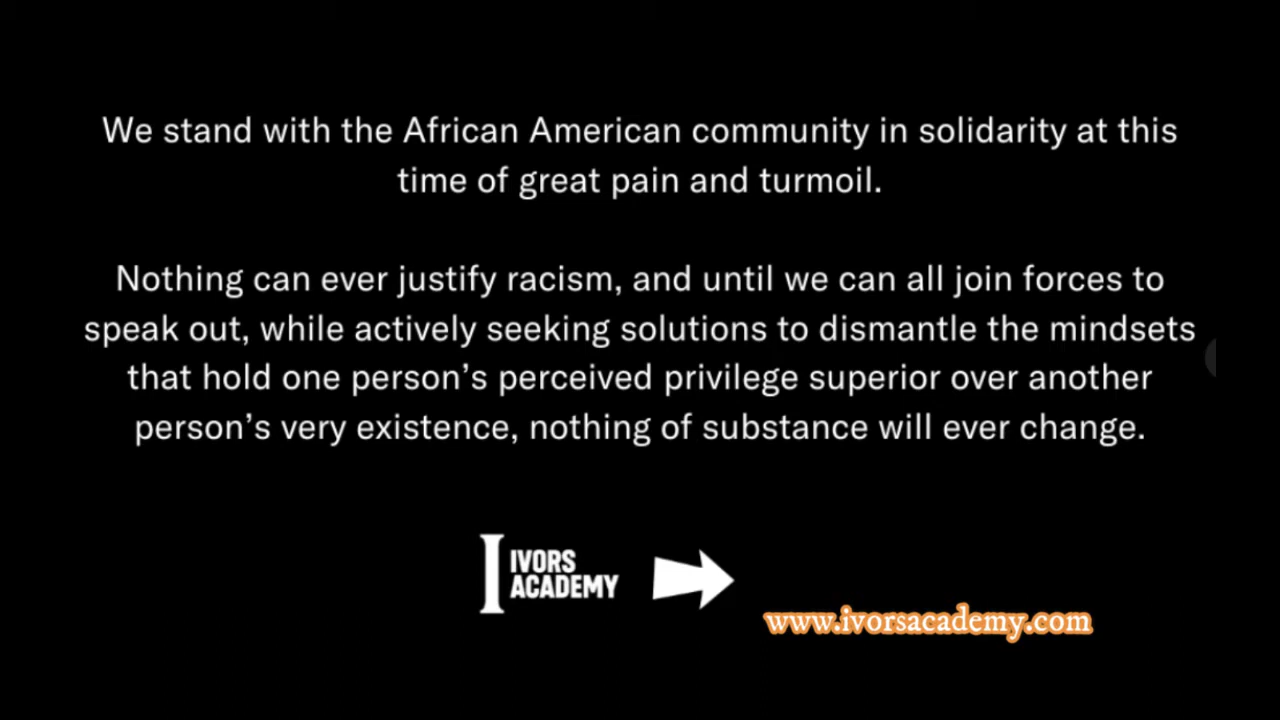 We stand with the African American community in solidarity at this
time of great pain and turmoil.
Nothing can ever justify racism, and until we can all join forces to
speak out, while actively seeking solutions to dismantle the mindsets
that hold one person’s perceived privilege superior over another
person’s very existence, nothing of substance will ever change.
IVORS
ACADEMY
www.ivorsacademy.com